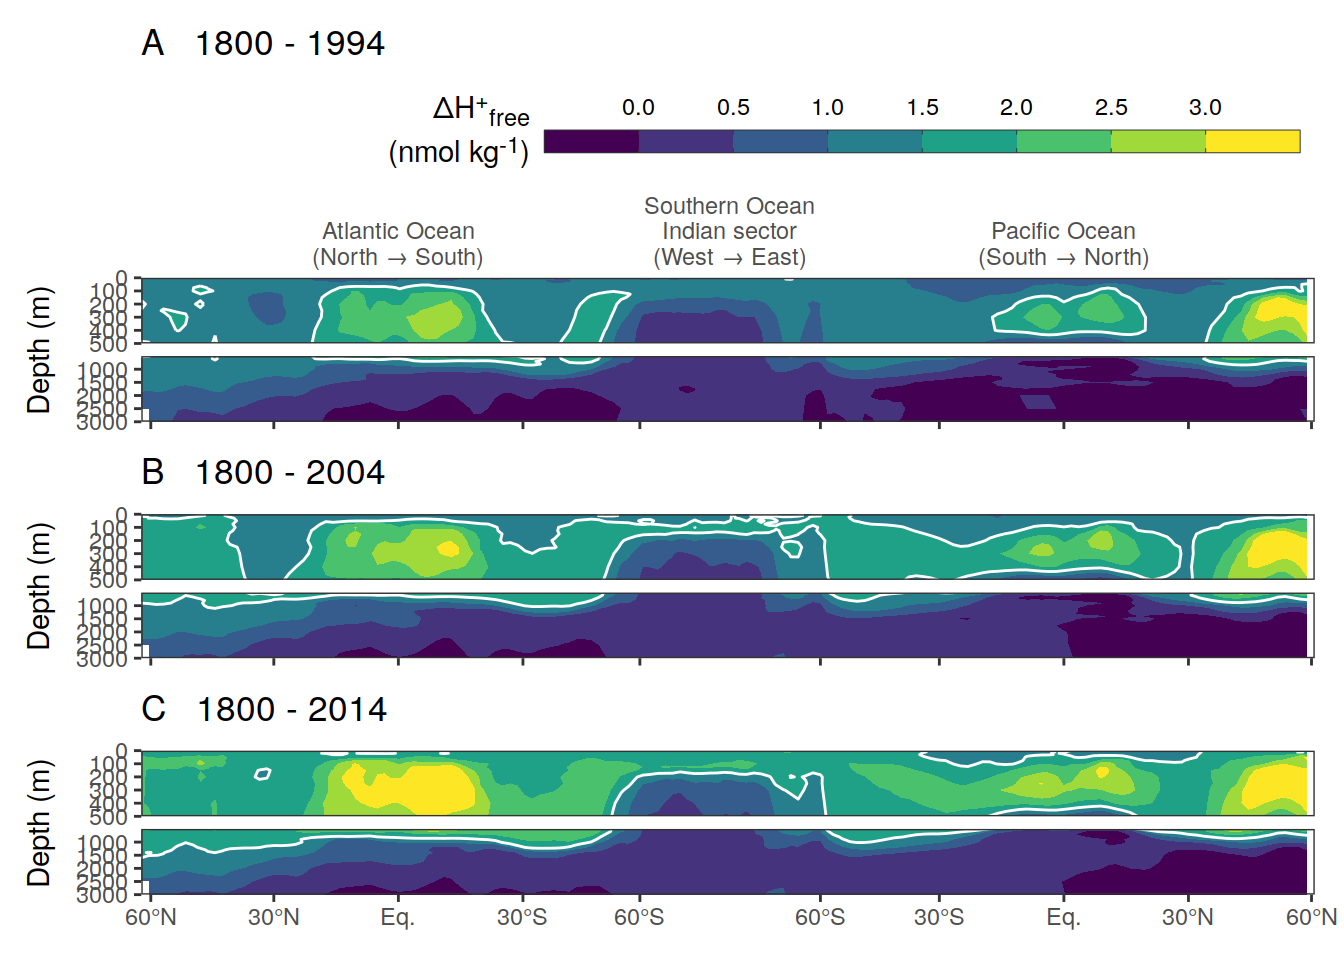 A 1800 - 1994
ΔH⁺free
(nmol kg⁻¹)
0.0 0.5 1.0 1.5 2.0 2.5 3.0
Atlantic Ocean
(North → South)
Southern Ocean
Indian sector
(West → East)
Pacific Ocean
(South → North)
Depth (m)
0
100
200
300
400
500
1000
1500
2000
2500
3000
B 1800 - 2004
Depth (m)
0
100
200
300
400
500
1000
1500
2000
2500
3000
C 1800 - 2014
Depth (m)
0
100
200
300
400
500
1000
1500
2000
2500
3000
60°N 30°N Eq. 30°S 60°S 60°S 30°S Eq. 30°N 60°N